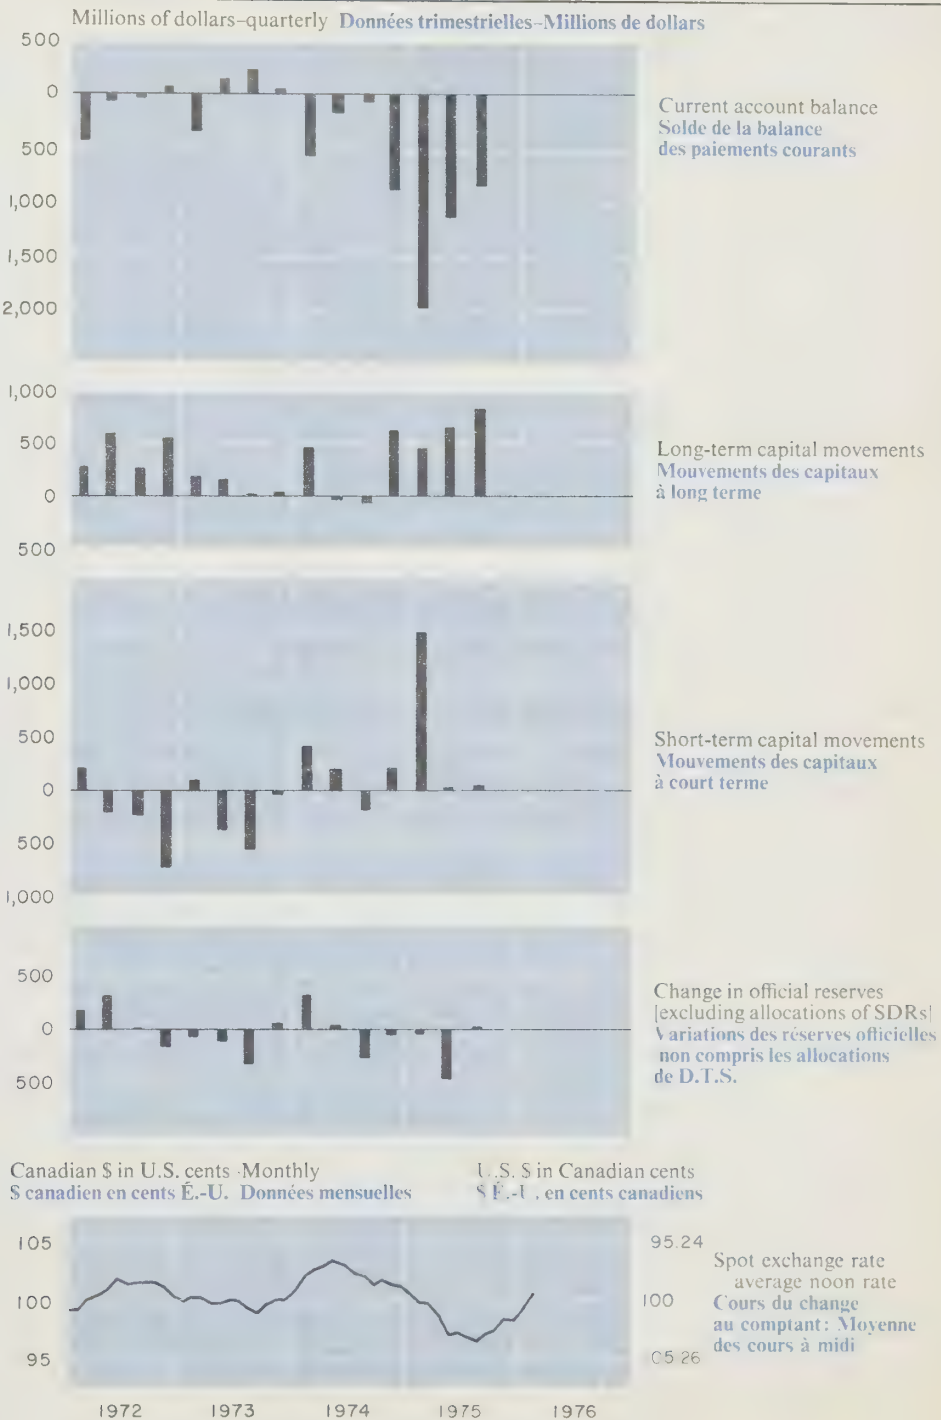 Millions of dollars–quarterly Données trimestrielles–Millions de dollars
500
0
500
1,000
1,500
2,000
Current account balance
Solde de la balance
des paiements courants
1,000
500
0
500
Long-term capital movements
Mouvements des capitaux
à long terme
1,500
1,000
500
0
500
1,000
Short-term capital movements
Mouvements des capitaux
à court terme
500
0
500
Change in official reserves
[excluding allocations of SDRs]
Variations des réserves officielles
non compris les allocations
de D.T.S.
Canadian $ in U.S. cents Monthly
$ canadien en cents É.-U. Données mensuelles
U.S. $ in Canadian cents
$ É.-U. en cents canadiens
105
100
95
95.24
100
05 26
Spot exchange rate
average noon rate
Cours du change
au comptant: Moyenne
des cours à midi
1972 1973 1974 1975 1976